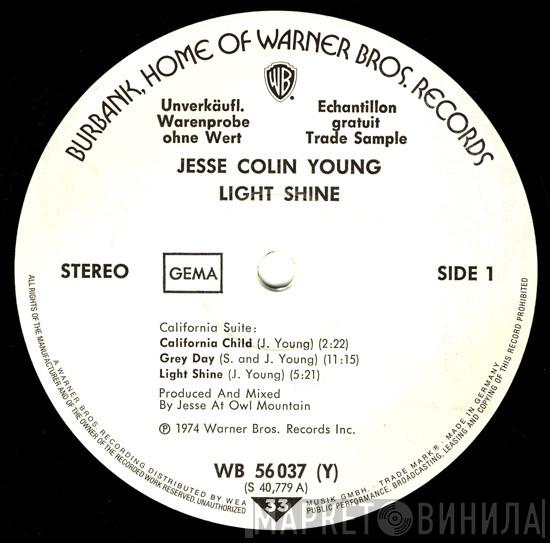 BURBANK, HOME OF WARNER BROS. RECORDS
WB
Unverkäufl.
Warenprobe
ohne Wert
Echantillon
gratuit
Trade Sample
JESSE COLIN YOUNG
LIGHT SHINE
STEREO
GEMA
SIDE 1
California Suite:
California Child (J. Young) (2:22)
Grey Day (S. and J. Young) (11:15)
Light Shine (J. Young) (5:21)
Produced And Mixed
By Jesse At Owl Mountain
℗ 1974 Warner Bros. Records Inc.
WB 56 037 (Y)
(S 40,779 A)
33
A WARNER BROS. RECORDING DISTRIBUTED BY WEA MUSIK GMBH. . TRADE MARK® . MADE IN GERMANY
ALL RIGHTS OF THE MANUFACTURER AND OF THE OWNER OF THE RECORDED WORK RESERVED, UNAUTHORIZED PUBLIC PERFORMANCE, BROADCASTING, LEASING AND COPYING OF THIS RECORD PROHIBITED
МАРКЕТ ВИНИЛА